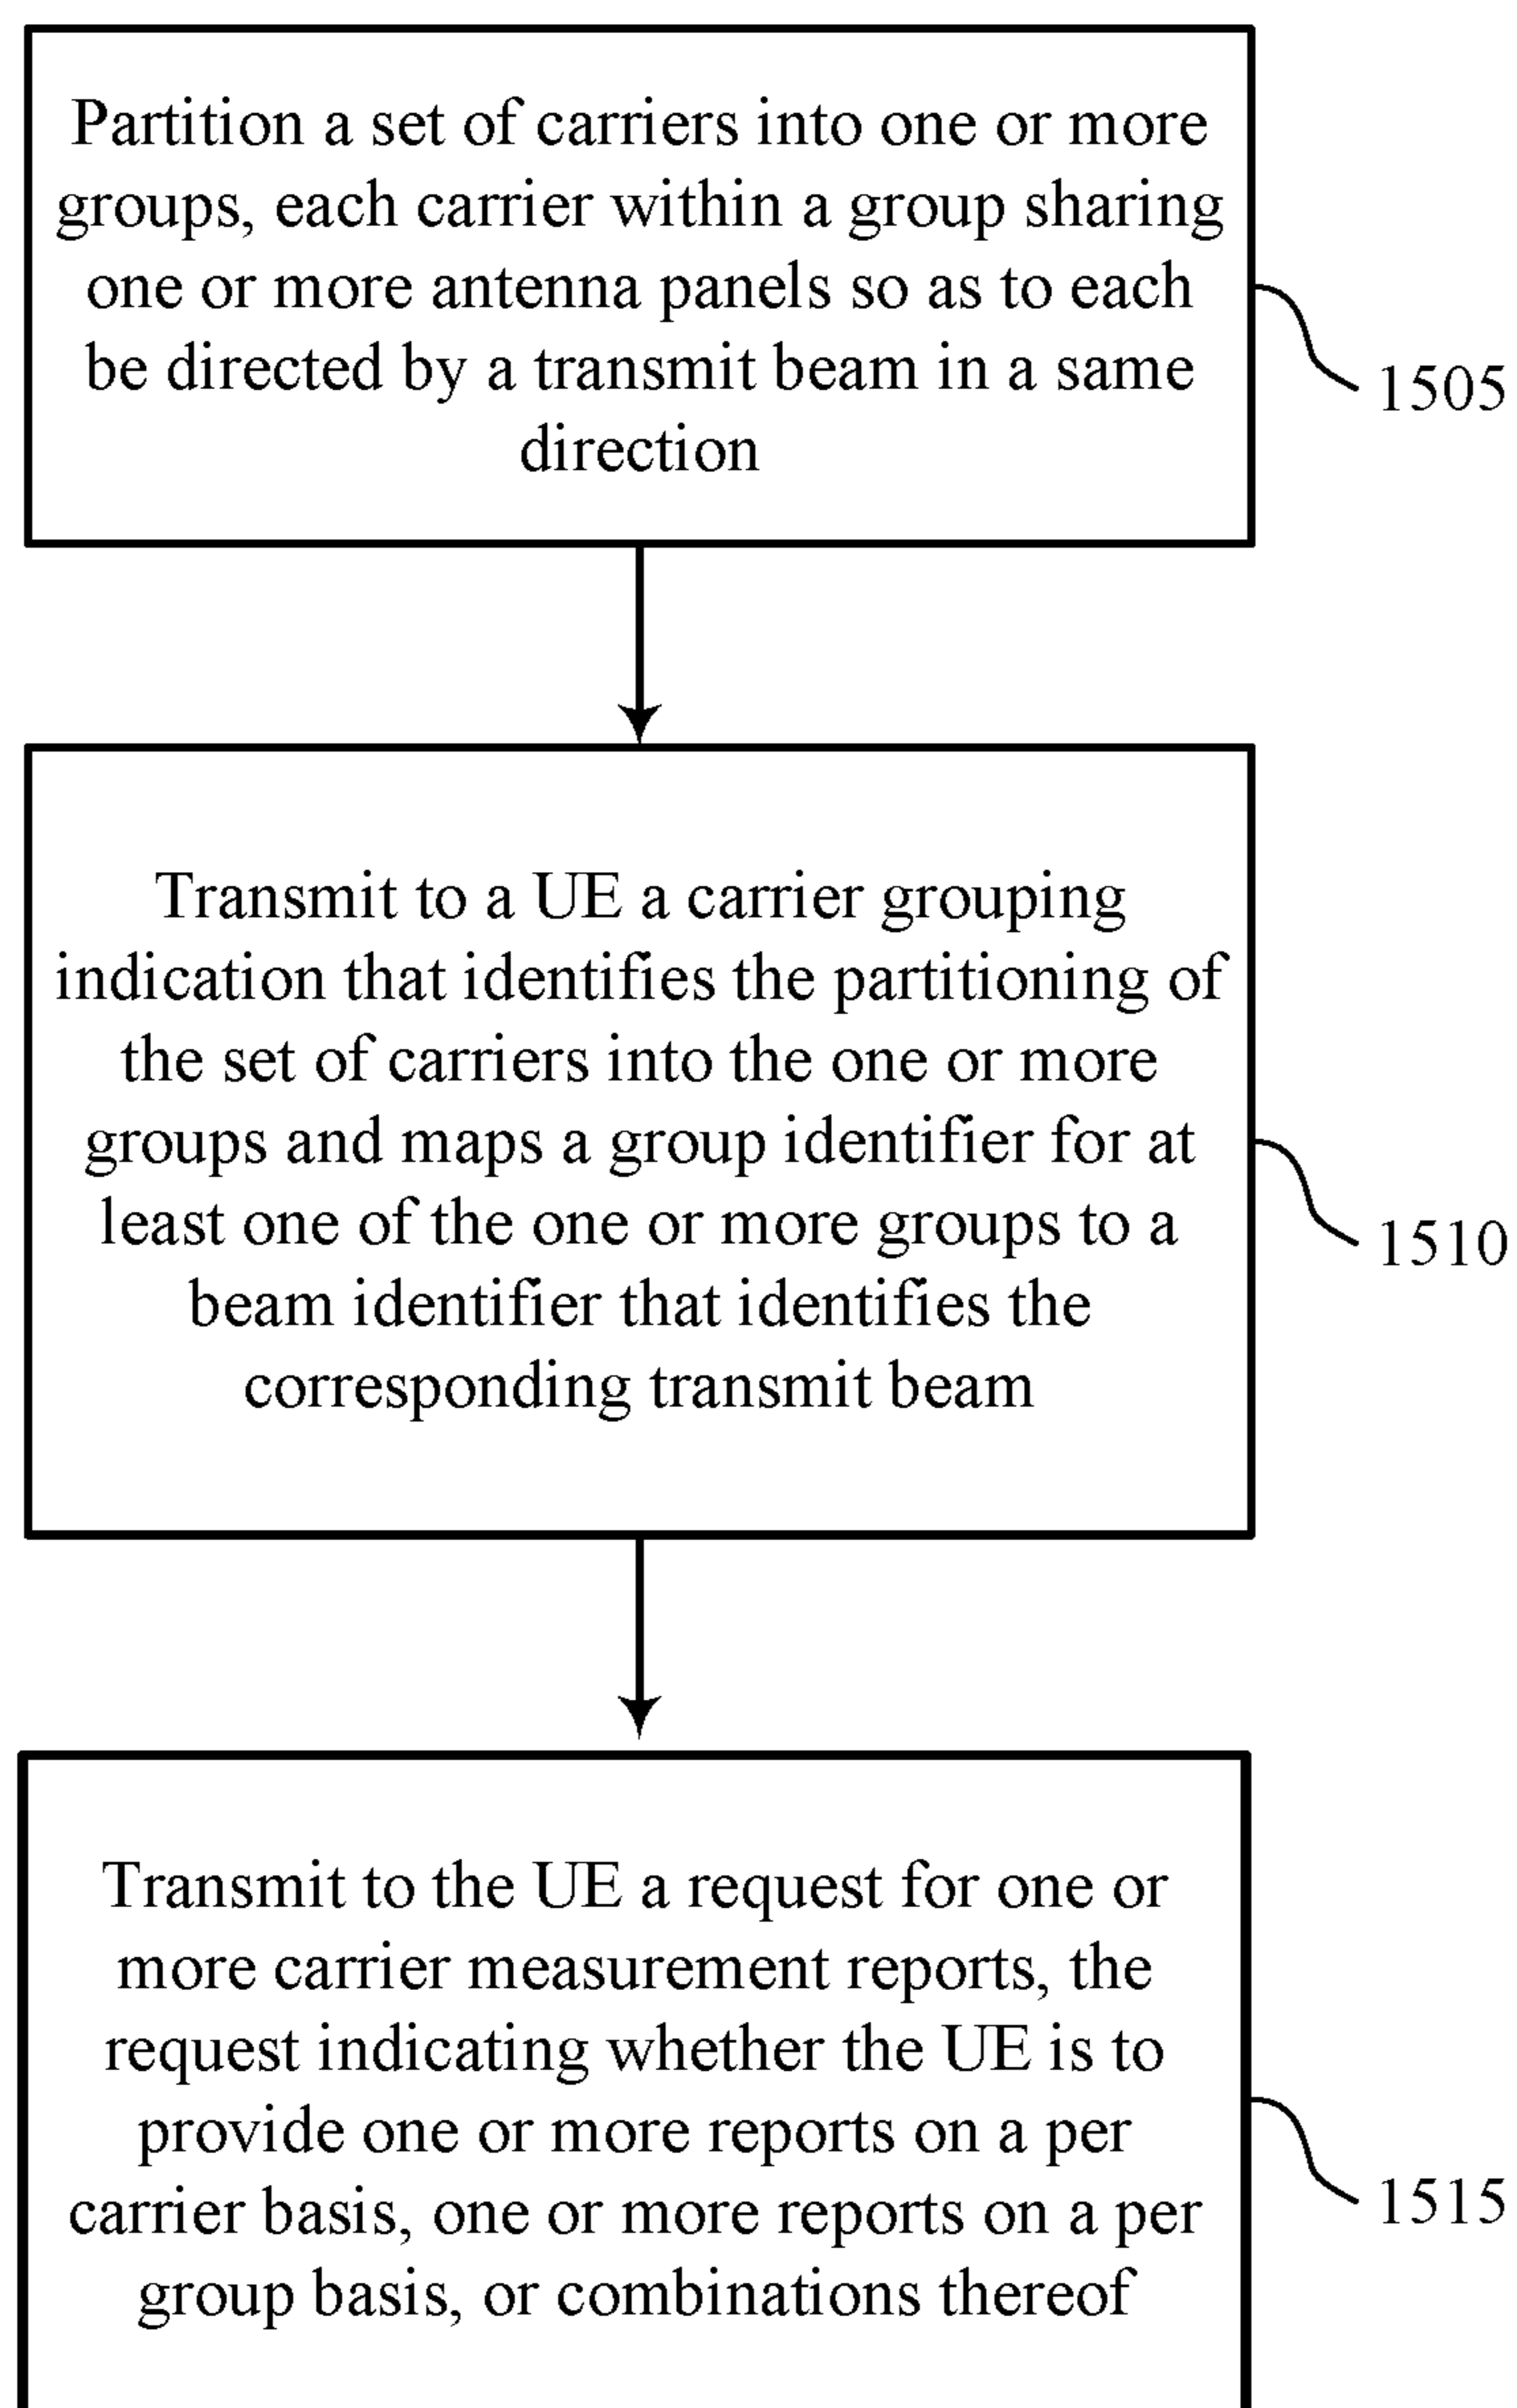 Partition a set of carriers into one or more
groups, each carrier within a group sharing
one or more antenna panels so as to each
be directed by a transmit beam in a same
direction
1505
Transmit to a UE a carrier grouping
indication that identifies the partitioning of
the set of carriers into the one or more
groups and maps a group identifier for at
least one of the one or more groups to a
beam identifier that identifies the
corresponding transmit beam
1510
Transmit to the UE a request for one or
more carrier measurement reports, the
request indicating whether the UE is to
provide one or more reports on a per
carrier basis, one or more reports on a per
group basis, or combinations thereof
1515